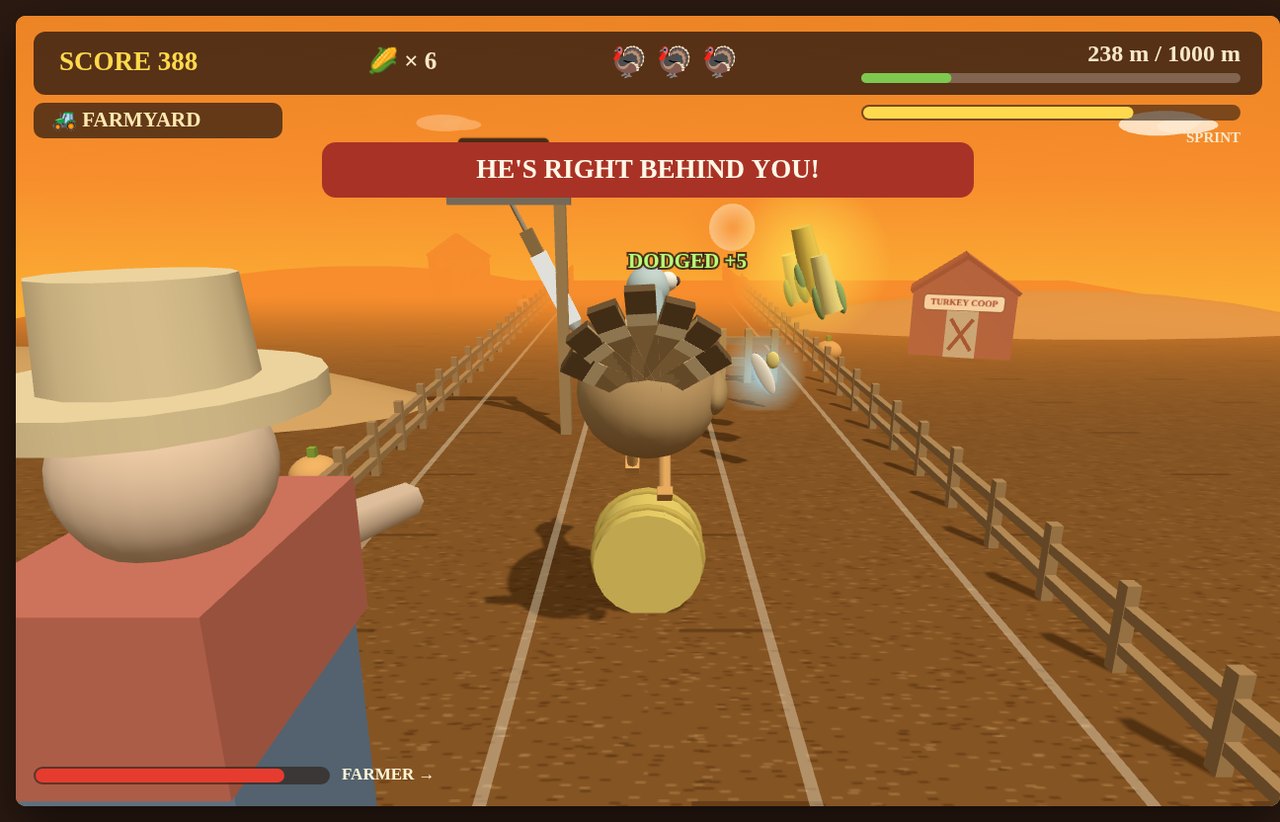 SCORE 388
× 6
238 m / 1000 m
FARMYARD
SPRINT
HE'S RIGHT BEHIND YOU!
DODGED +5
TURKEY COOP
FARMER →